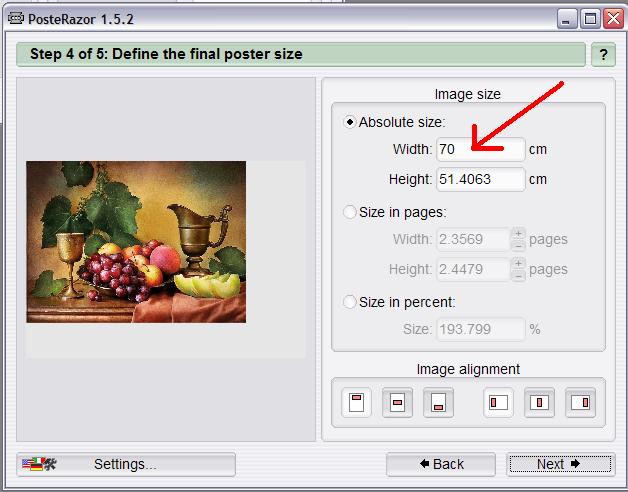 PosteRazor 1.5.2
Step 4 of 5: Define the final poster size
?
Image size
Absolute size:
Width: 70 cm
Height: 51.4063 cm
Size in pages:
Width: 2.3569 pages
Height: 2.4479 pages
Size in percent:
Size: 193.799 %
Image alignment
Settings...
Back
Next